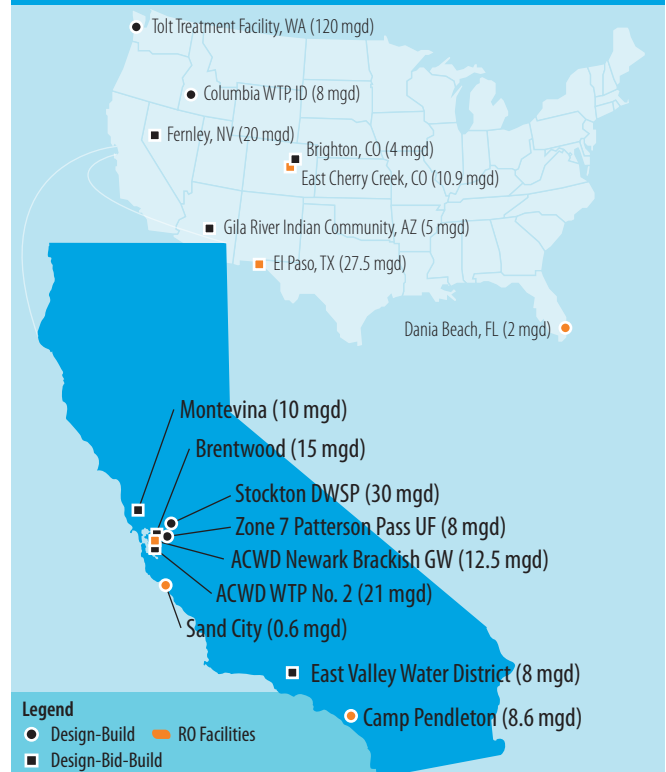 Tolt Treatment Facility, WA (120 mgd)
Columbia WTP, ID (8 mgd)
Fernley, NV (20 mgd)
Brighton, CO (4 mgd)
East Cherry Creek, CO (10.9 mgd)
Gila River Indian Community, AZ (5 mgd)
El Paso, TX (27.5 mgd)
Dania Beach, FL (2 mgd)
Montevina (10 mgd)
Brentwood (15 mgd)
Stockton DWSP (30 mgd)
Zone 7 Patterson Pass UF (8 mgd)
ACWD Newark Brackish GW (12.5 mgd)
ACWD WTP No. 2 (21 mgd)
Sand City (0.6 mgd)
East Valley Water District (8 mgd)
Camp Pendleton (8.6 mgd)
Legend
Design-Build
RO Facilities
Design-Bid-Build